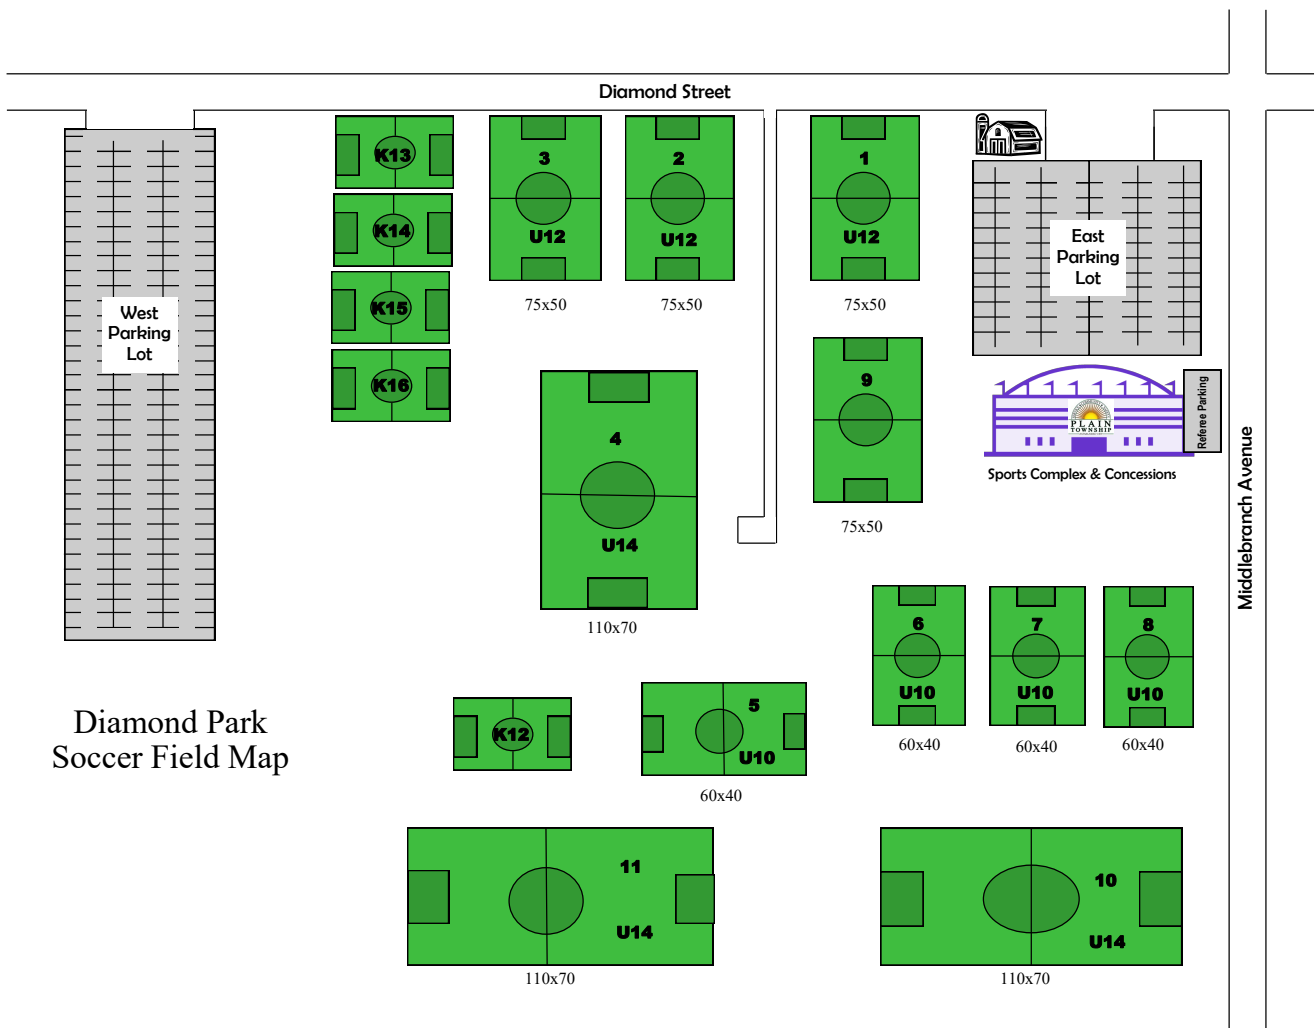 Diamond Street
K13
K14
K15
K16
3
U12
75x50
2
U12
75x50
1
U12
75x50
East
Parking
Lot
West
Parking
Lot
9
75x50
PLAIN
TOWNSHIP
Referee Parking
Sports Complex & Concessions
Middlebranch Avenue
4
U14
110x70
6
U10
60x40
7
U10
60x40
8
U10
60x40
Diamond Park
Soccer Field Map
K12
5
U10
60x40
11
U14
110x70
10
U14
110x70